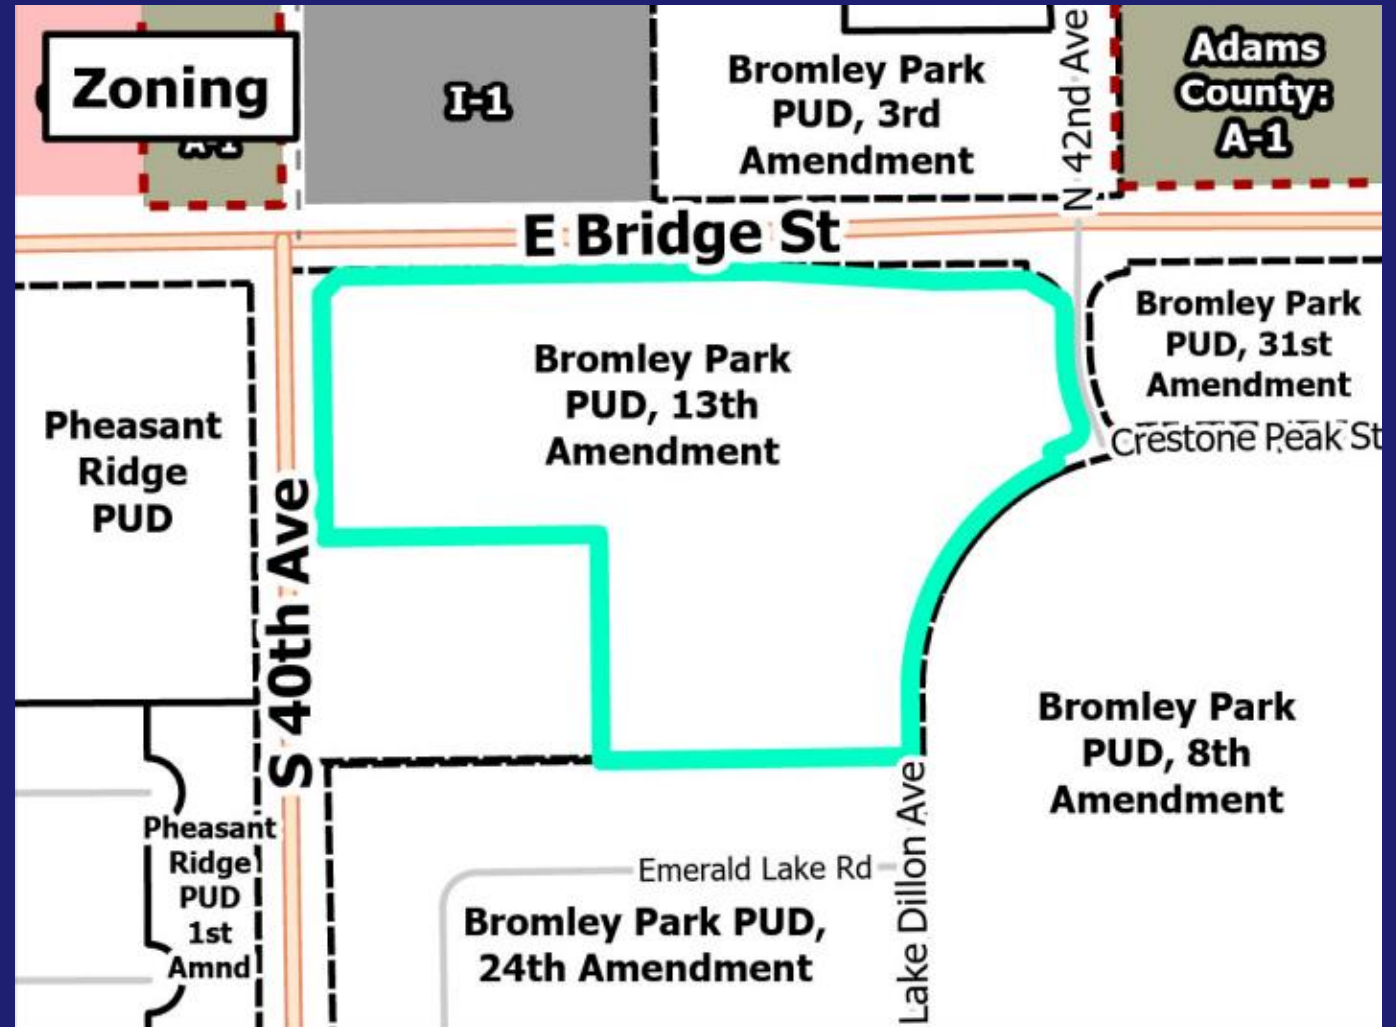 Zoning
A-1
I-1
Bromley Park
PUD, 3rd
Amendment
N 42nd Ave
Adams
County:
A-1
E Bridge St
Bromley Park
PUD, 13th
Amendment
Bromley Park
PUD, 31st
Amendment
Crestone Peak St
Pheasant
Ridge
PUD
S 40th Ave
Bromley Park
PUD, 8th
Amendment
Pheasant
Ridge
PUD
1st
Amnd
Emerald Lake Rd
Lake Dillon Ave
Bromley Park PUD,
24th Amendment